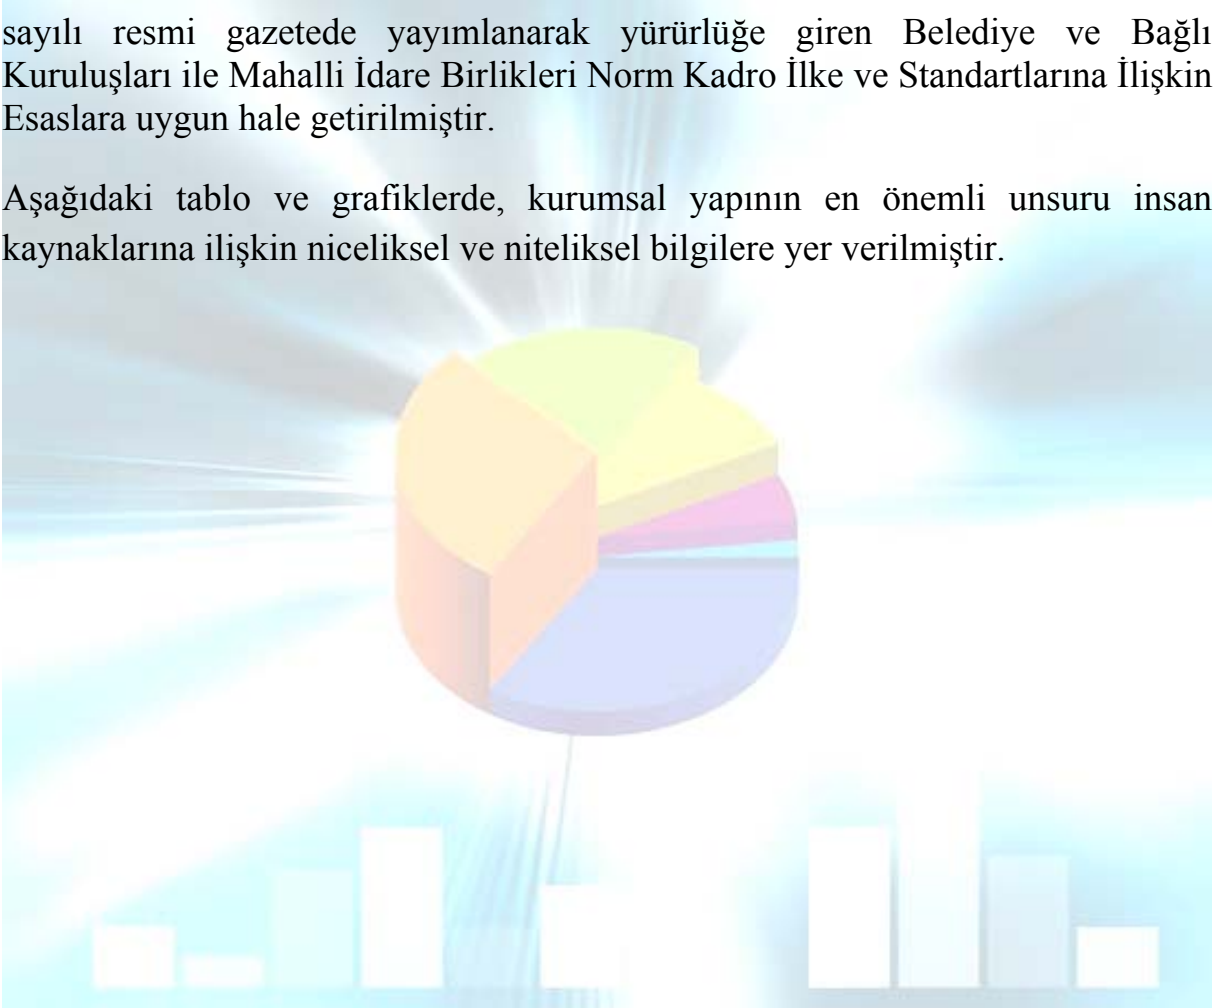 sayılı resmi gazetede yayımlanarak yürürlüğe giren Belediye ve Bağlı
Kuruluşları ile Mahalli İdare Birlikleri Norm Kadro İlke ve Standartlarına İlişkin
Esaslara uygun hale getirilmiştir.
Aşağıdaki tablo ve grafiklerde, kurumsal yapının en önemli unsuru insan
kaynaklarına ilişkin niceliksel ve niteliksel bilgilere yer verilmiştir.